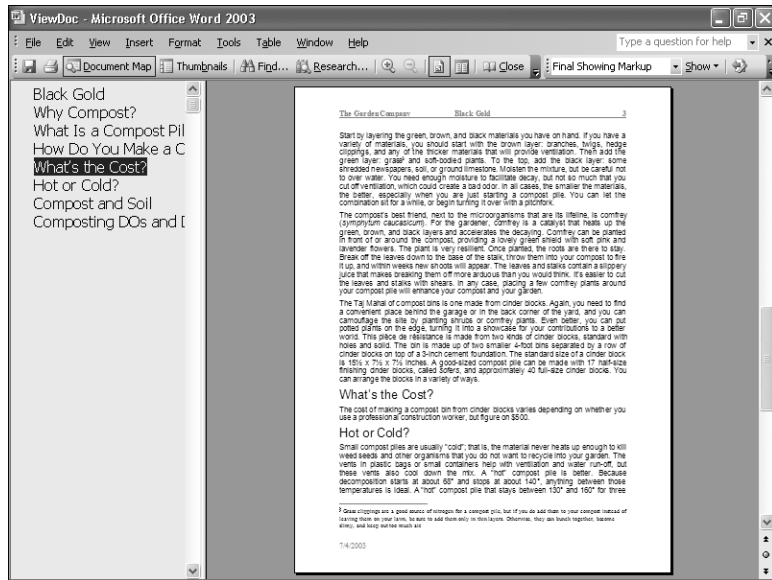 ViewDoc - Microsoft Office Word 2003
File Edit View Insert Format Tools Table Window Help Type a question for help
Document Map Thumbnails Find... Research... Close Final Showing Markup Show
Black Gold
Why Compost?
What Is a Compost Pil
How Do You Make a C
What's the Cost?
Hot or Cold?
Compost and Soil
Composting DOs and D
The Garden Company Black Gold 3
Start by layering the green, brown, and black materials you have on hand. If you have a
variety of materials, you should start with the brown layer: branches, twigs, hedge
clippings, and any of the thicker materials that will provide ventilation. Then add the
green layer: grass³ and soft-bodied plants. To the top, add the black layer: some
shredded newspapers, soil, or ground limestone. Moisten the mixture, but be careful not
to over water. You need enough moisture to facilitate decay, but not so much that you
cut off ventilation, which could create a bad odor. In all cases, the smaller the materials,
the better, especially when you are just starting a compost pile. You can let the
combination sit for a while, or begin turning it over with a pitchfork.
The compost's best friend, next to the microorganisms that are its lifeline, is comfrey
(symphytum caucasicum). For the gardener, comfrey is a catalyst that heats up the
green, brown, and black layers and accelerates the decaying. Comfrey can be planted
in front of or around the compost, providing a lovely green shield with soft pink and
lavender flowers. The plant is very resilient. Once planted, the roots are there to stay.
Break off the leaves down to the base of the stalk, throw them into your compost to fire
it up, and within weeks new shoots will appear. The leaves and stalks contain a slippery
juice that makes breaking them off more arduous than you would think. It's easier to cut
the leaves and stalks with shears. In any case, placing a few comfrey plants around
your compost pile will enhance your compost and your garden.
The Taj Mahal of compost bins is one made from cinder blocks. Again, you need to find
a convenient place behind the garage or in the back corner of the yard, and you can
camouflage the site by planting shrubs or comfrey plants. Even better, you can put
potted plants on the edge, turning it into a showcase for your contributions to a better
world. This pièce de résistance is made from two kinds of cinder blocks, standard with
holes and solid. The bin is made up of two smaller 4-foot bins separated by a row of
cinder blocks on top of a 3-inch cement foundation. The standard size of a cinder block
is 15½ x 7½ x 7½ inches. A good-sized compost pile can be made with 17 half-size
finishing cinder blocks, called sofers, and approximately 40 full-size cinder blocks. You
can arrange the blocks in a variety of ways.
What's the Cost?
The cost of making a compost bin from cinder blocks varies depending on whether you
use a professional construction worker, but figure on $500.
Hot or Cold?
Small compost piles are usually "cold"; that is, the material never heats up enough to kill
weed seeds and other organisms that you do not want to recycle into your garden. The
vents in plastic bags or small containers help with ventilation and water run-off, but
these vents also cool down the mix. A "hot" compost pile is better. Because
decomposition starts at about 68° and stops at about 140°, anything between those
temperatures is ideal. A "hot" compost pile that stays between 130° and 160° for three
³ Grass clippings are a good source of nitrogen for a compost pile, but if you do add them to your compost instead of
leaving them on your lawn, be sure to add them only in thin layers. Otherwise, they can bunch together, become
slimy, and keep out too much air.
7/4/2003